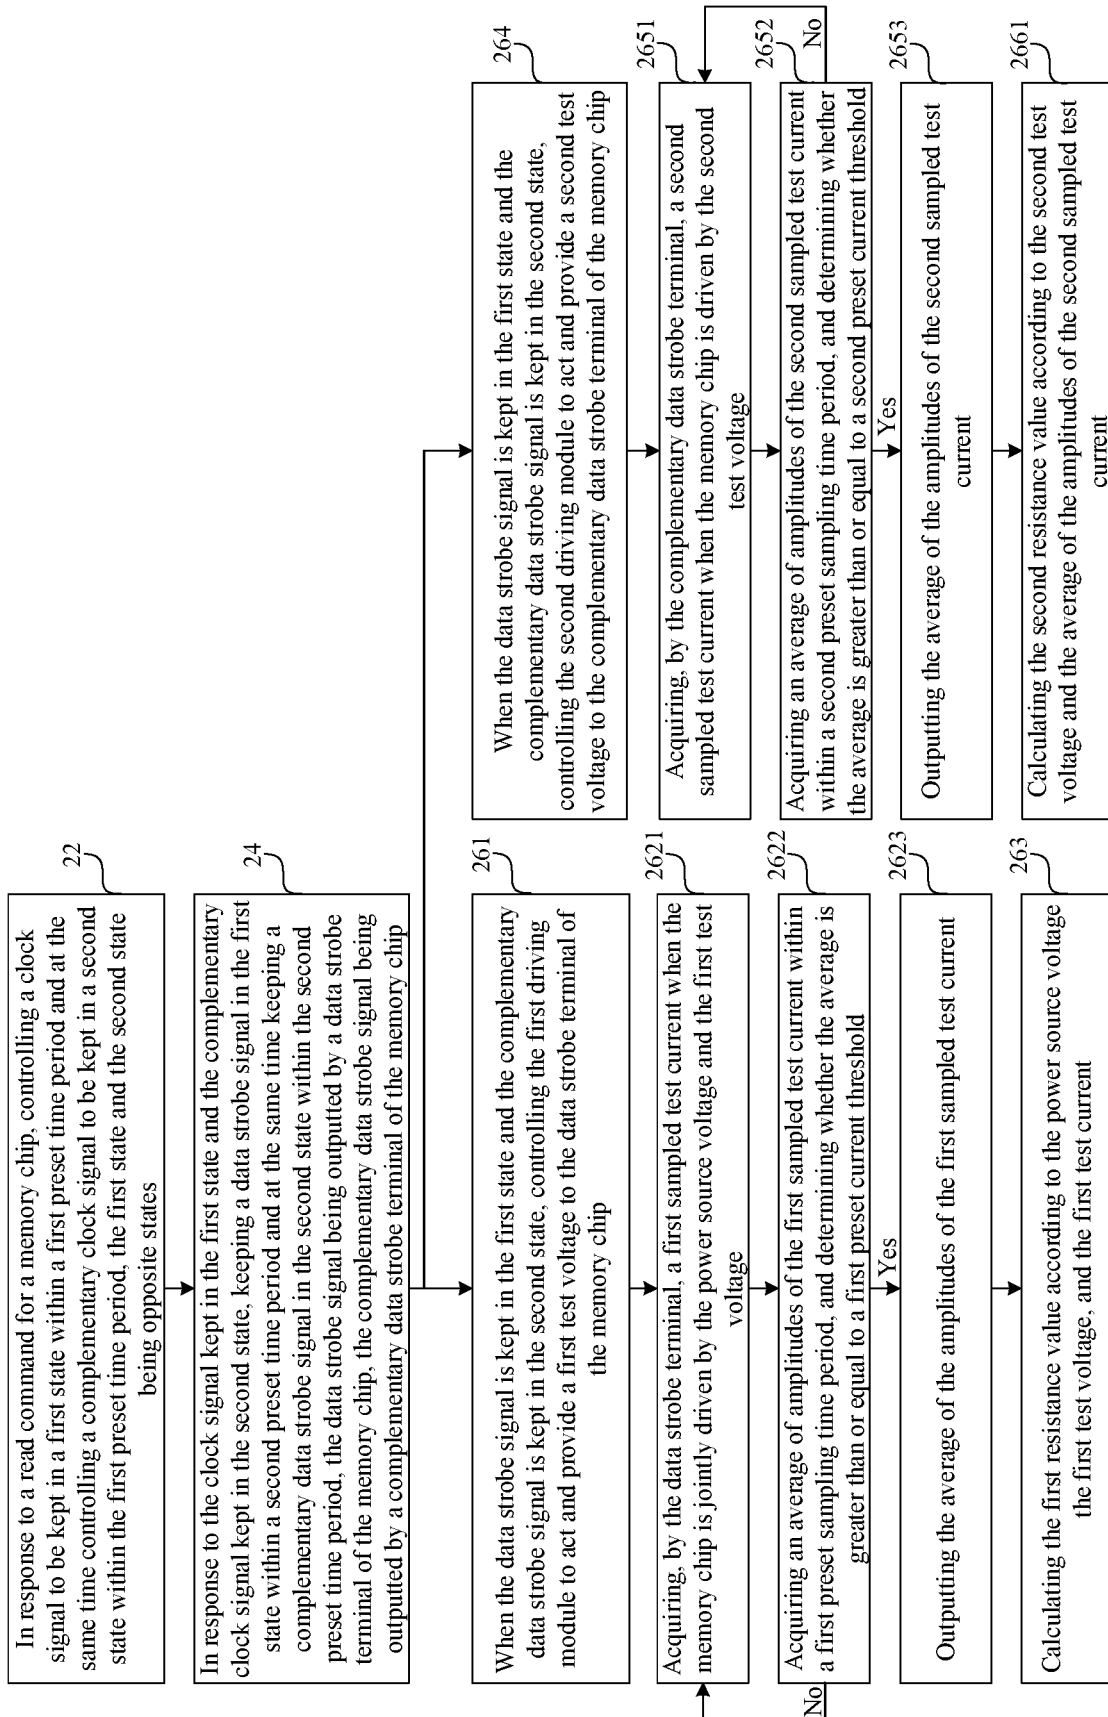 22
In response to a read command for a memory chip, controlling a clock
signal to be kept in a first state within a first preset time period and at the
same time controlling a complementary clock signal to be kept in a second
state within the first preset time period, the first state and the second state
being opposite states
24
In response to the clock signal kept in the first state and the complementary
clock signal kept in the second state, keeping a data strobe signal in the first
state within a second preset time period and at the same time keeping a
complementary data strobe signal in the second state within the second
preset time period, the data strobe signal being outputted by a data strobe
terminal of the memory chip, the complementary data strobe signal being
outputted by a complementary data strobe terminal of the memory chip
261
When the data strobe signal is kept in the first state and the complementary
data strobe signal is kept in the second state, controlling the first driving
module to act and provide a first test voltage to the data strobe terminal of
the memory chip
2621
Acquiring, by the data strobe terminal, a first sampled test current when the
memory chip is jointly driven by the power source voltage and the first test
voltage
2622
Acquiring an average of amplitudes of the first sampled test current within
a first preset sampling time period, and determining whether the average is
greater than or equal to a first preset current threshold
No
Yes
2623
Outputting the average of the amplitudes of the first sampled test current
263
Calculating the first resistance value according to the power source voltage
the first test voltage, and the first test current
264
When the data strobe signal is kept in the first state and the
complementary data strobe signal is kept in the second state,
controlling the second driving module to act and provide a second test
voltage to the complementary data strobe terminal of the memory chip
2651
Acquiring, by the complementary data strobe terminal, a second
sampled test current when the memory chip is driven by the second
test voltage
2652
Acquiring an average of amplitudes of the second sampled test current
within a second preset sampling time period, and determining whether
the average is greater than or equal to a second preset current threshold
No
Yes
2653
Outputting the average of the amplitudes of the second sampled test
current
2661
Calculating the second resistance value according to the second test
voltage and the average of the amplitudes of the second sampled test
current